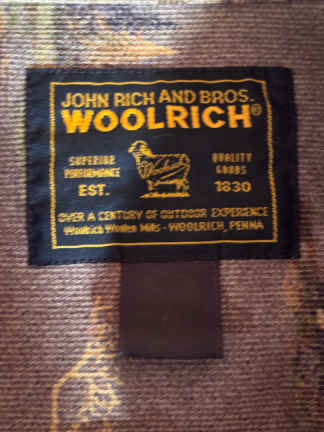 JOHN RICH AND BROS.
WOOLRICH®
SUPERIOR PERFORMANCE
Woolrich
QUALITY GOODS
EST.
1830
OVER A CENTURY OF OUTDOOR EXPERIENCE
Woolrich Woolen Mills - WOOLRICH, PENNA